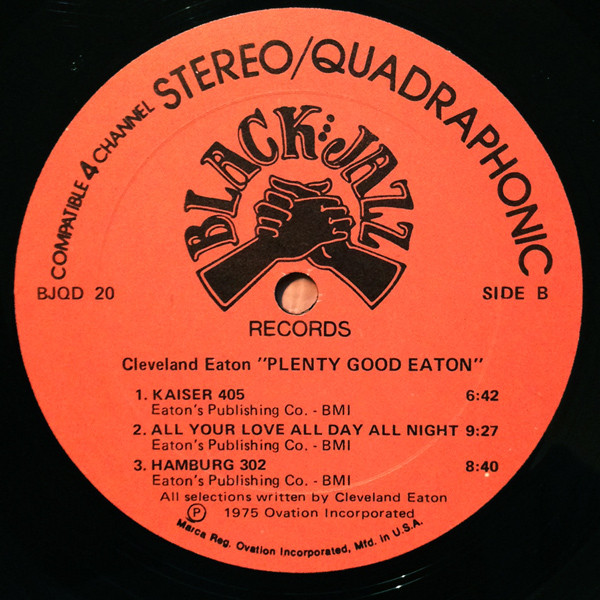 COMPATIBLE 4 CHANNEL STEREO/QUADRAPHONIC
BLACK JAZZ
BJQD 20
SIDE B
RECORDS
Cleveland Eaton "PLENTY GOOD EATON"
1. KAISER 405 6:42
Eaton's Publishing Co. - BMI
2. ALL YOUR LOVE ALL DAY ALL NIGHT 9:27
Eaton's Publishing Co. - BMI
3. HAMBURG 302 8:40
Eaton's Publishing Co. - BMI
All selections written by Cleveland Eaton
Ⓟ 1975 Ovation Incorporated
Marca Reg. Ovation Incorporated, Mfd. in U.S.A.